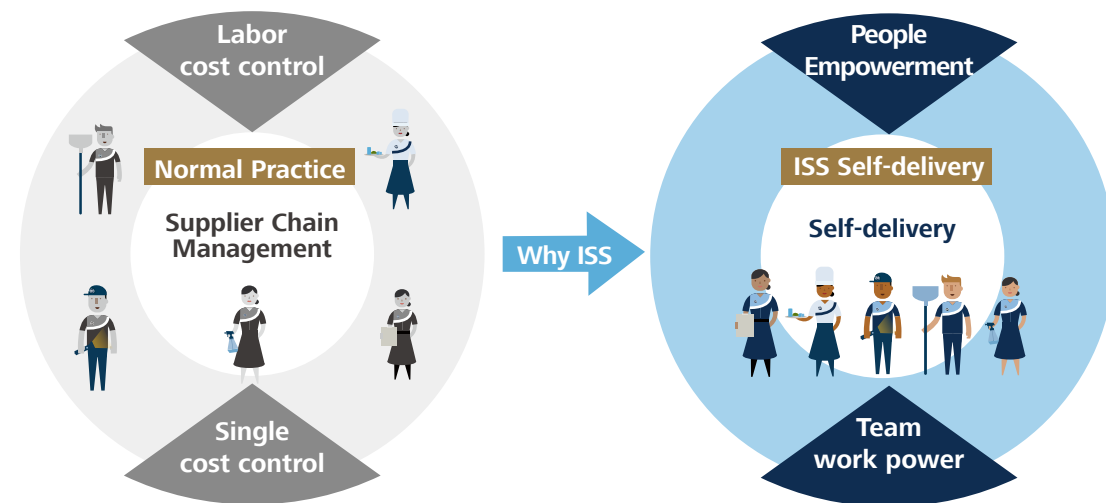 Labor
cost control
Normal Practice
Supplier Chain
Management
Single
cost control
Why ISS
People
Empowerment
ISS Self-delivery
Self-delivery
Team
work power